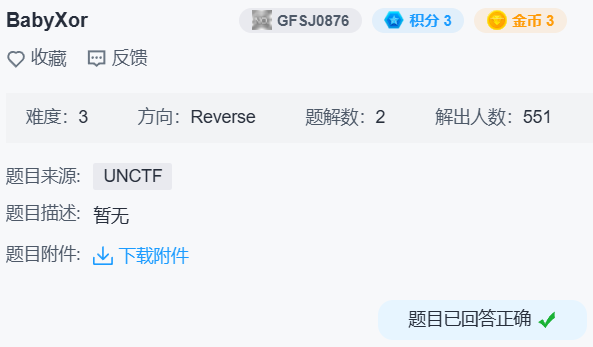 BabyXor GFSJ0876 积分 3 金币 3
收藏 反馈
难度：3 方向：Reverse 题解数：2 解出人数：551
题目来源: UNCTF
题目描述: 暂无
题目附件: 下载附件
题目已回答正确